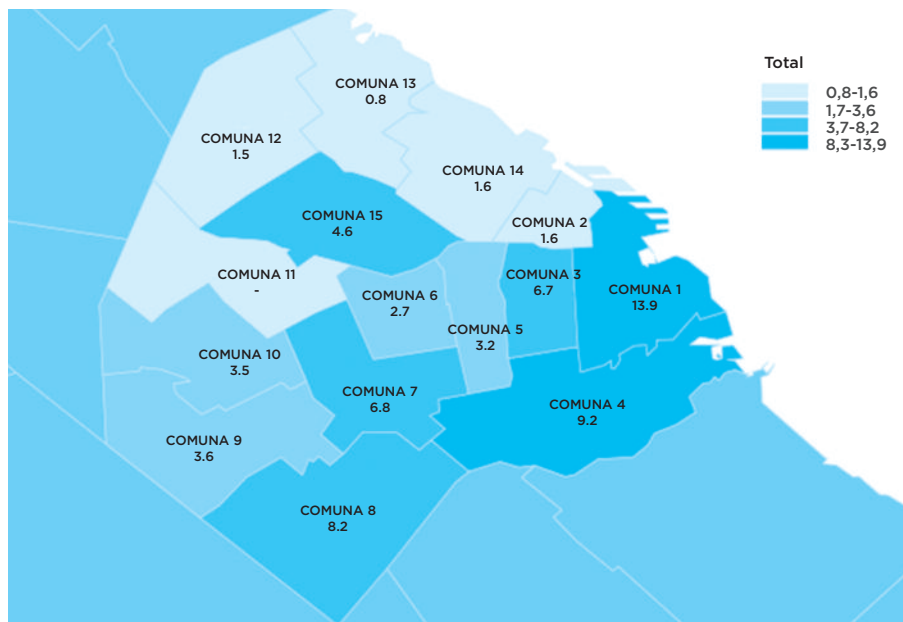 Total
0,8-1,6
1,7-3,6
3,7-8,2
8,3-13,9
COMUNA 13
0.8
COMUNA 12
1.5
COMUNA 14
1.6
COMUNA 15
4.6
COMUNA 2
1.6
COMUNA 11
-
COMUNA 3
6.7
COMUNA 1
13.9
COMUNA 6
2.7
COMUNA 5
3.2
COMUNA 10
3.5
COMUNA 7
6.8
COMUNA 4
9.2
COMUNA 9
3.6
COMUNA 8
8.2